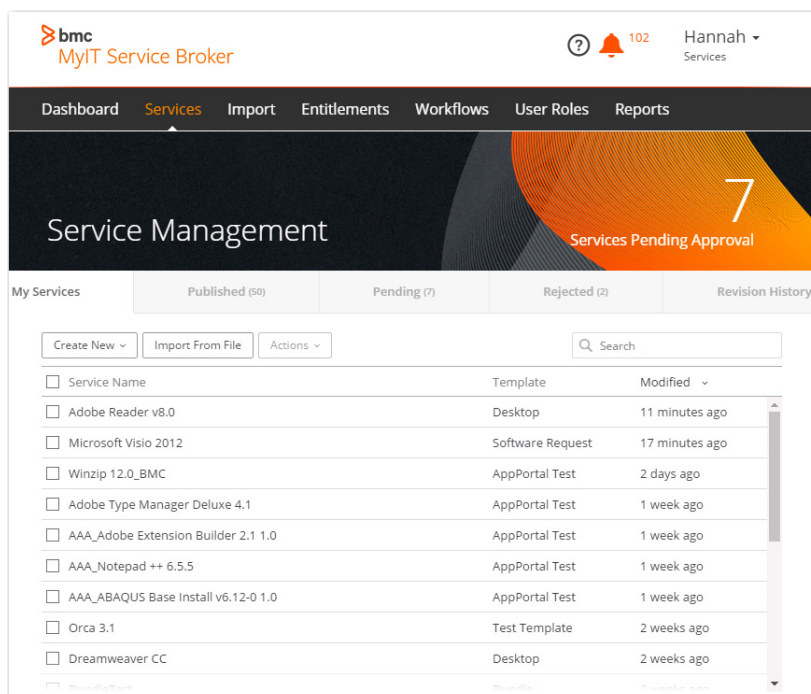 bmc
MyIT Service Broker
102
Hannah
Services
Dashboard Services Import Entitlements Workflows User Roles Reports
Service Management
7
Services Pending Approval
My Services Published (50) Pending (7) Rejected (2) Revision History
Create New Import From File Actions Search
Service Name Template Modified
Adobe Reader v8.0 Desktop 11 minutes ago
Microsoft Visio 2012 Software Request 17 minutes ago
Winzip 12.0_BMC AppPortal Test 2 days ago
Adobe Type Manager Deluxe 4.1 AppPortal Test 1 week ago
AAA_Adobe Extension Builder 2.1 1.0 AppPortal Test 1 week ago
AAA_Notepad ++ 6.5.5 AppPortal Test 1 week ago
AAA_ABAQUS Base Install v6.12-0 1.0 AppPortal Test 1 week ago
Orca 3.1 Test Template 2 weeks ago
Dreamweaver CC Desktop 2 weeks ago